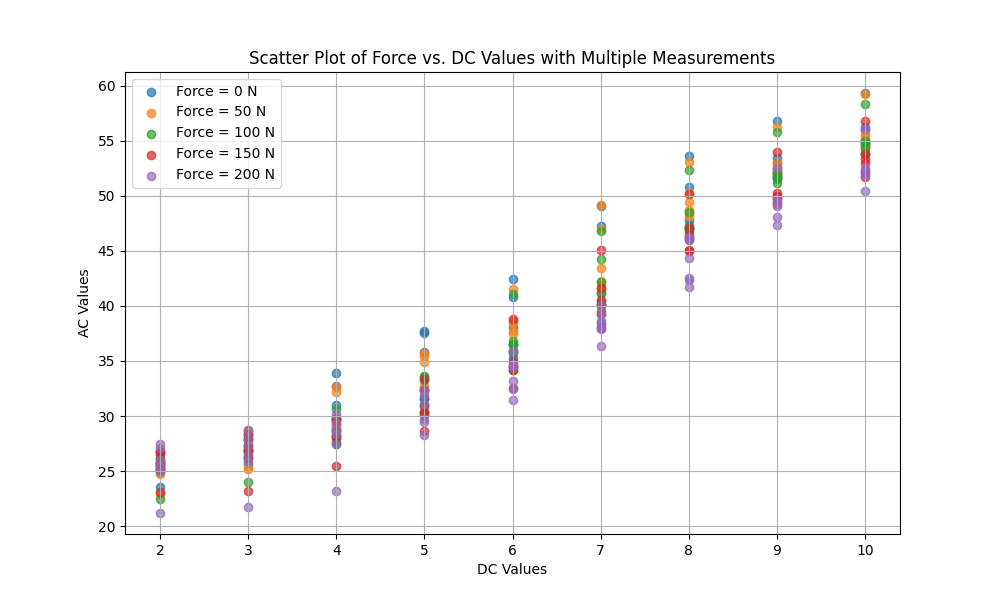 Scatter Plot of Force vs. DC Values with Multiple Measurements
60
55
50
45
40
35
30
25
20
AC Values
Force = 0 N
Force = 50 N
Force = 100 N
Force = 150 N
Force = 200 N
2 3 4 5 6 7 8 9 10
DC Values